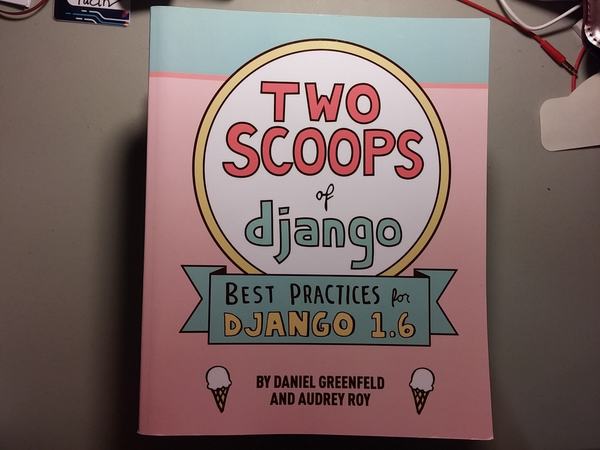 TWO
SCOOPS
of
django
BEST PRACTICES for
DJANGO 1.6
BY DANIEL GREENFELD
AND AUDREY ROY